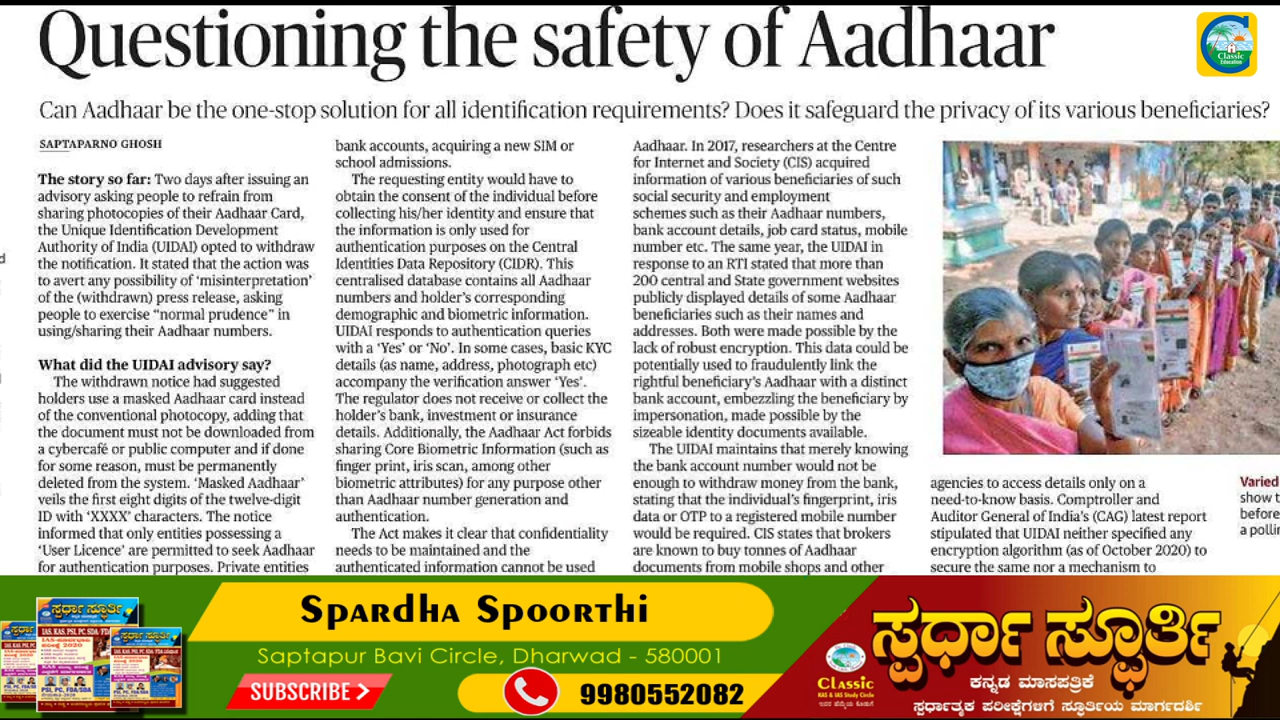 Questioning the safety of Aadhaar
Classic
Education
Can Aadhaar be the one-stop solution for all identification requirements? Does it safeguard the privacy of its various beneficiaries?
SAPTAPARNO GHOSH
The story so far: Two days after issuing an
advisory asking people to refrain from
sharing photocopies of their Aadhaar Card,
the Unique Identification Development
Authority of India (UIDAI) opted to withdraw
the notification. It stated that the action was
to avert any possibility of ‘misinterpretation’
of the (withdrawn) press release, asking
people to exercise “normal prudence” in
using/sharing their Aadhaar numbers.
What did the UIDAI advisory say?
The withdrawn notice had suggested
holders use a masked Aadhaar card instead
of the conventional photocopy, adding that
the document must not be downloaded from
a cybercafé or public computer and if done
for some reason, must be permanently
deleted from the system. ‘Masked Aadhaar’
veils the first eight digits of the twelve-digit
ID with ‘XXXX’ characters. The notice
informed that only entities possessing a
‘User Licence’ are permitted to seek Aadhaar
for authentication purposes. Private entities
bank accounts, acquiring a new SIM or
school admissions.
The requesting entity would have to
obtain the consent of the individual before
collecting his/her identity and ensure that
the information is only used for
authentication purposes on the Central
Identities Data Repository (CIDR). This
centralised database contains all Aadhaar
numbers and holder’s corresponding
demographic and biometric information.
UIDAI responds to authentication queries
with a ‘Yes’ or ‘No’. In some cases, basic KYC
details (as name, address, photograph etc)
accompany the verification answer ‘Yes’.
The regulator does not receive or collect the
holder’s bank, investment or insurance
details. Additionally, the Aadhaar Act forbids
sharing Core Biometric Information (such as
finger print, iris scan, among other
biometric attributes) for any purpose other
than Aadhaar number generation and
authentication.
The Act makes it clear that confidentiality
needs to be maintained and the
authenticated information cannot be used
Aadhaar. In 2017, researchers at the Centre
for Internet and Society (CIS) acquired
information of various beneficiaries of such
social security and employment
schemes such as their Aadhaar numbers,
bank account details, job card status, mobile
number etc. The same year, the UIDAI in
response to an RTI stated that more than
200 central and State government websites
publicly displayed details of some Aadhaar
beneficiaries such as their names and
addresses. Both were made possible by the
lack of robust encryption. This data could be
potentially used to fraudulently link the
rightful beneficiary’s Aadhaar with a distinct
bank account, embezzling the beneficiary by
impersonation, made possible by the
sizeable identity documents available.
The UIDAI maintains that merely knowing
the bank account number would not be
enough to withdraw money from the bank,
stating that the individual’s fingerprint, iris
data or OTP to a registered mobile number
would be required. CIS states that brokers
are known to buy tonnes of Aadhaar
documents from mobile shops and other
agencies to access details only on a
need-to-know basis. Comptroller and
Auditor General of India’s (CAG) latest report
stipulated that UIDAI neither specified any
encryption algorithm (as of October 2020) to
secure the same nor a mechanism to
Varied
show t
before
a pollin
Spardha Spoorthi
Saptapur Bavi Circle, Dharwad - 580001
SUBSCRIBE
9980552082
ಸ್ಪರ್ಧಾ ಸ್ಫೂರ್ತಿ
Classic
KAS & IAS Study Circle
ಕನ್ನಡ ಮಾಸಪತ್ರಿಕೆ
ಸ್ಪರ್ಧಾತ್ಮಕ ಪರೀಕ್ಷೆಗಳಿಗೆ ಸ್ಫೂರ್ತಿಯ ಮಾರ್ಗದರ್ಶಿ